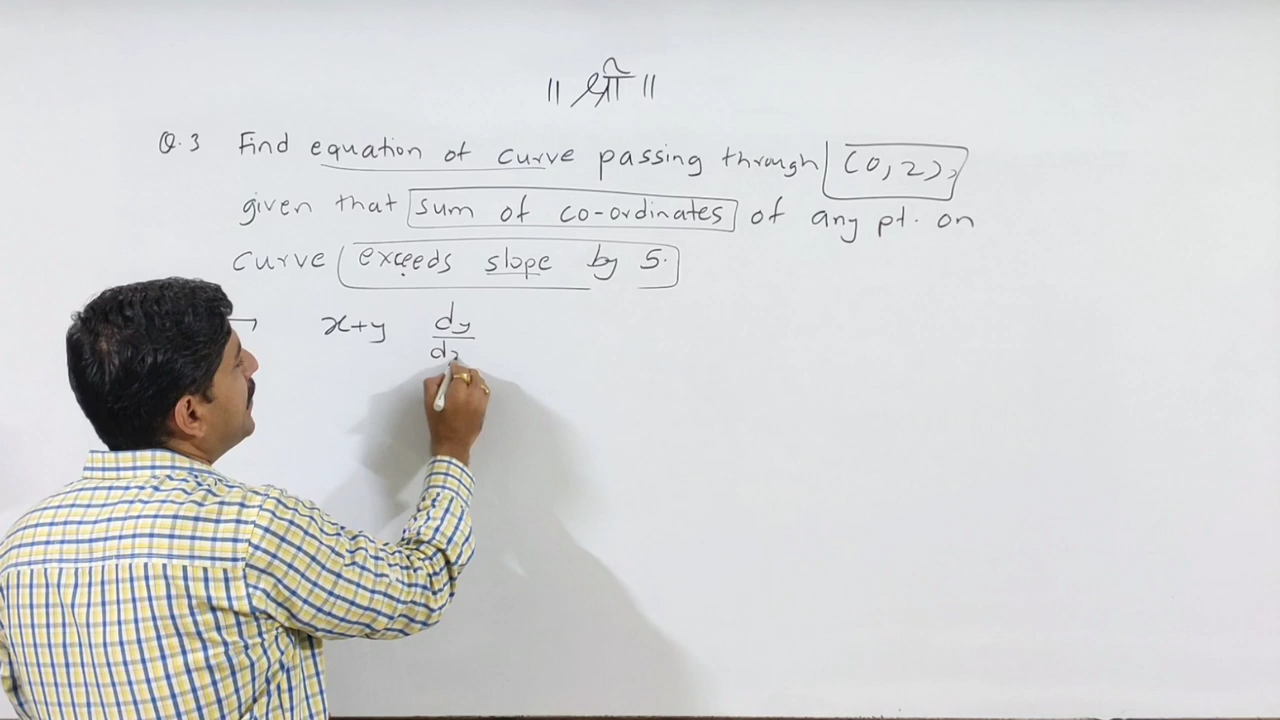 ॥ श्री ॥
Q.3 Find equation of curve passing through (0,2),
given that sum of co-ordinates of any pt. on
curve exceeds slope by 5.
→ x+y dy/dx